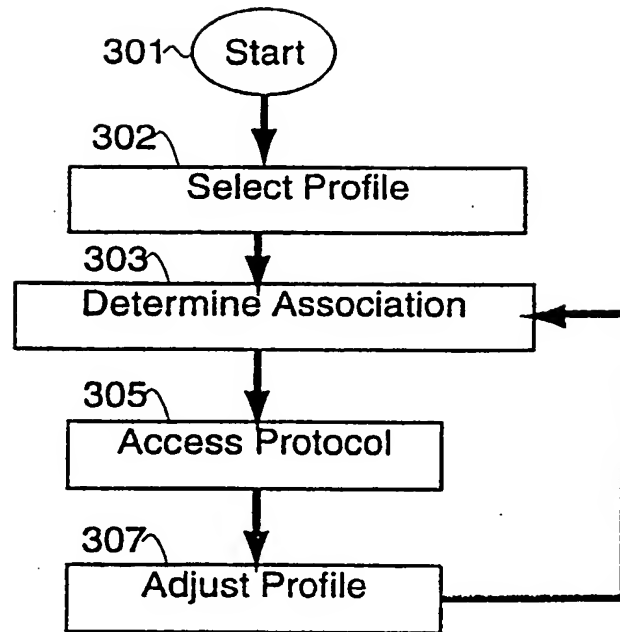 301 Start
302
Select Profile
303
Determine Association
305
Access Protocol
307
Adjust Profile